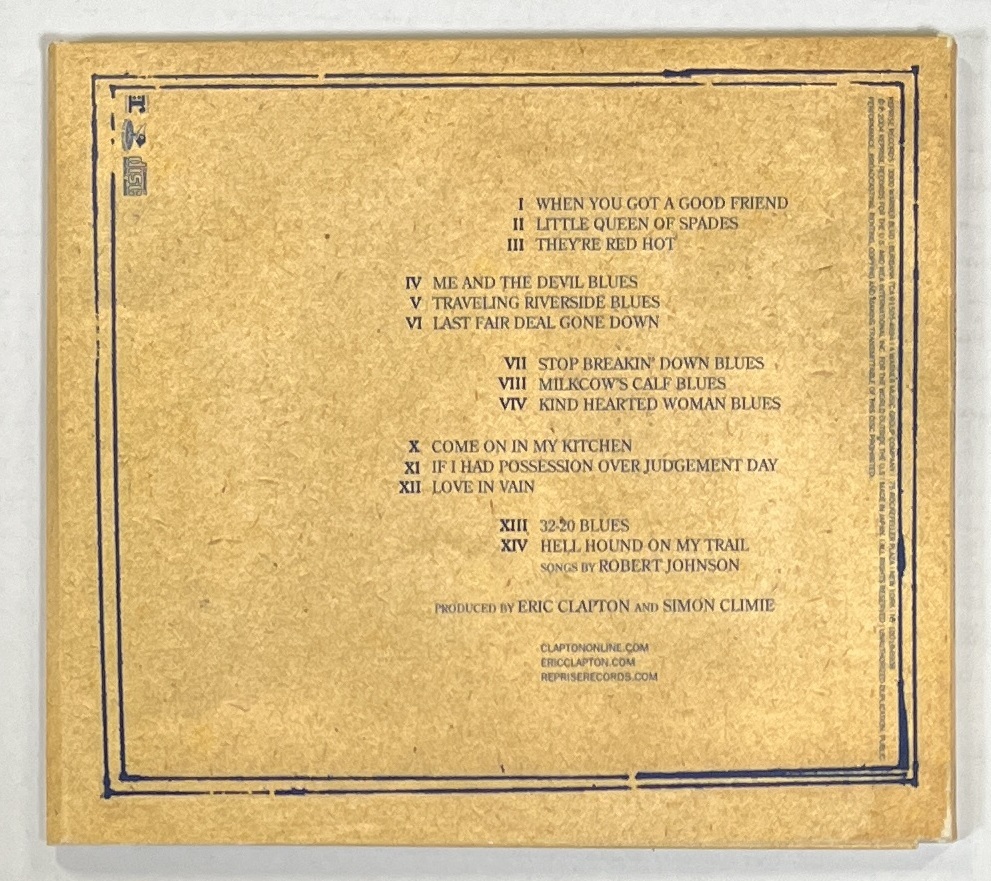 I WHEN YOU GOT A GOOD FRIEND
II LITTLE QUEEN OF SPADES
III THEY'RE RED HOT
IV ME AND THE DEVIL BLUES
V TRAVELING RIVERSIDE BLUES
VI LAST FAIR DEAL GONE DOWN
VII STOP BREAKIN' DOWN BLUES
VIII MILKCOW'S CALF BLUES
VIV KIND HEARTED WOMAN BLUES
X COME ON IN MY KITCHEN
XI IF I HAD POSSESSION OVER JUDGEMENT DAY
XII LOVE IN VAIN
XIII 32-20 BLUES
XIV HELL HOUND ON MY TRAIL
SONGS BY ROBERT JOHNSON
PRODUCED BY ERIC CLAPTON AND SIMON CLIMIE
CLAPTONONLINE.COM
ERICCLAPTON.COM
REPRISERECORDS.COM